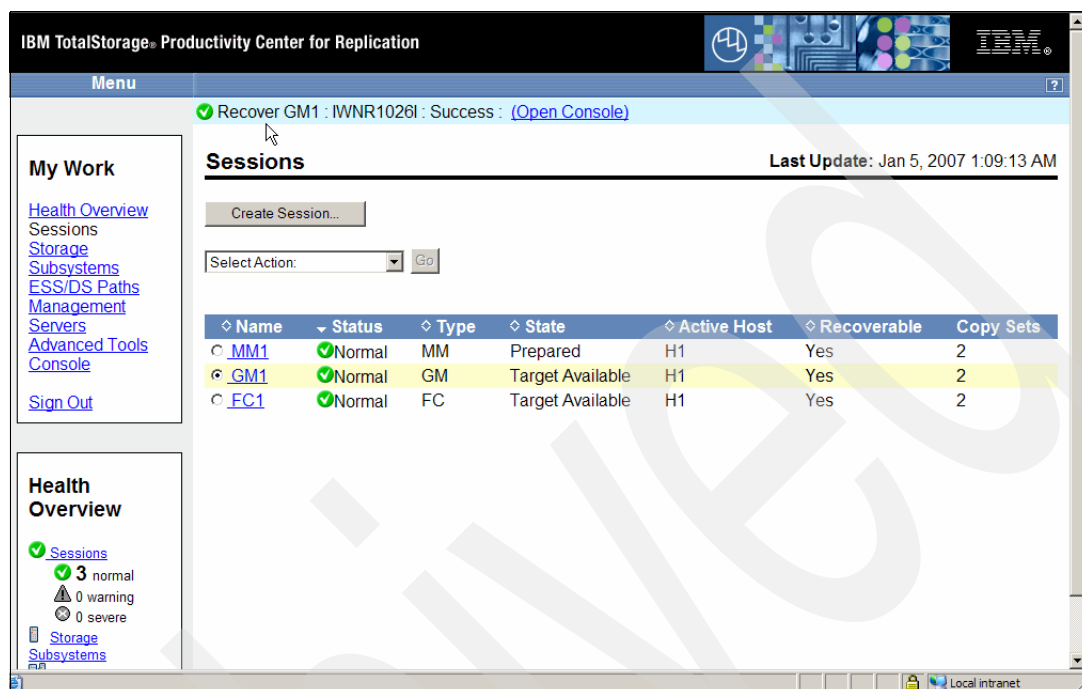 IBM TotalStorage® Productivity Center for Replication
IBM®
Menu
?
Recover GM1 : IWNR1026I : Success : (Open Console)
My Work
Health Overview
Sessions
Storage
Subsystems
ESS/DS Paths
Management
Servers
Advanced Tools
Console
Sign Out
Sessions
Last Update: Jan 5, 2007 1:09:13 AM
Create Session...
Select Action:
Go
Name Status Type State Active Host Recoverable Copy Sets
MM1 Normal MM Prepared H1 Yes 2
GM1 Normal GM Target Available H1 Yes 2
FC1 Normal FC Target Available H1 Yes 2
Health
Overview
Sessions
3 normal
0 warning
0 severe
Storage
Subsystems
Local intranet